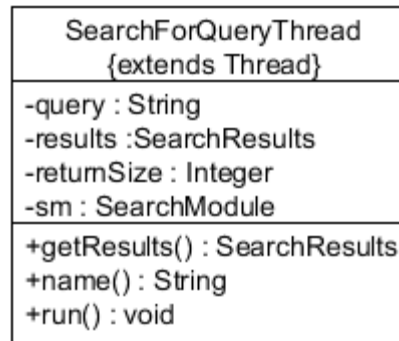 SearchForQueryThread
{extends Thread}
-query : String
-results :SearchResults
-returnSize : Integer
-sm : SearchModule
+getResults() : SearchResults
+name() : String
+run() : void